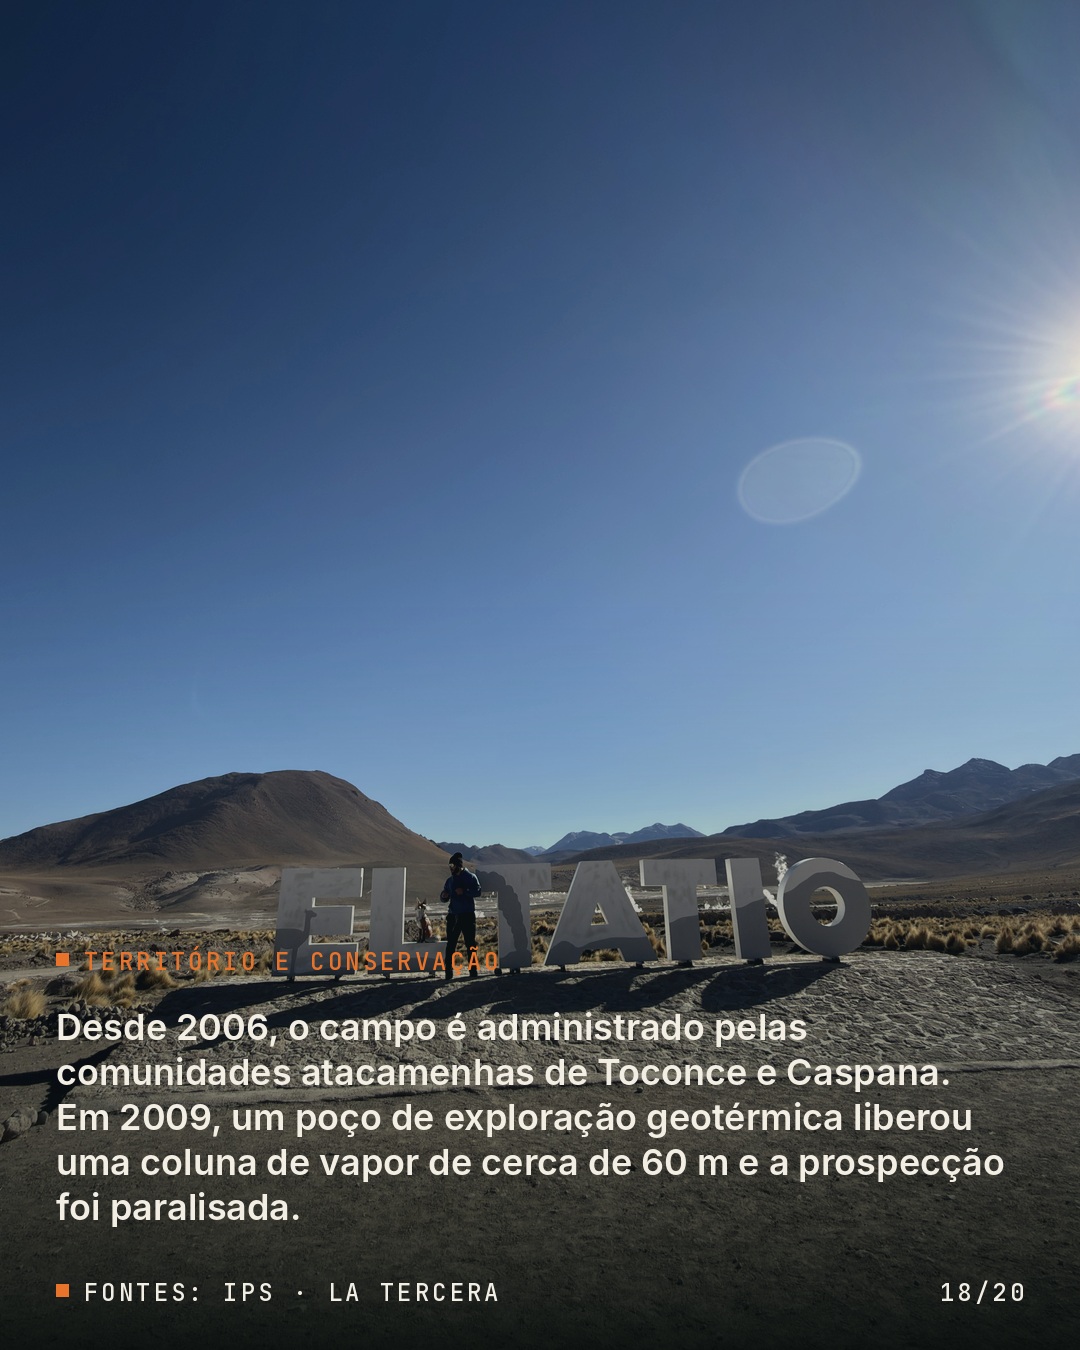 EL TATIO
TERRITÓRIO E CONSERVAÇÃO
Desde 2006, o campo é administrado pelas
comunidades atacamenhas de Toconce e Caspana.
Em 2009, um poço de exploração geotérmica liberou
uma coluna de vapor de cerca de 60 m e a prospecção
foi paralisada.
FONTES: IPS · LA TERCERA
18/20